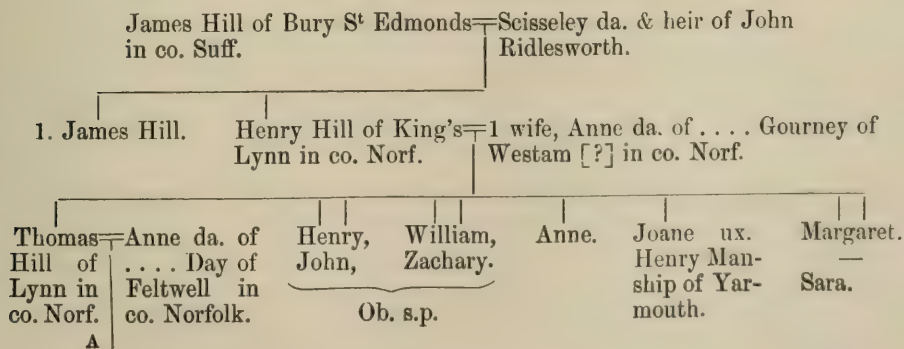 James Hill of Bury St Edmonds=Scisseley da. & heir of John
in co. Suff. Ridlesworth.
1. James Hill. Henry Hill of King's=1 wife, Anne da. of .... Gourney of
Lynn in co. Norf. Westam [?] in co. Norf.
Thomas=Anne da. of Henry, William, Anne. Joane ux. Margaret.
Hill of .... Day of John, Zachary. Henry Man- —
Lynn in Feltwell in ship of Yar- Sara.
co. Norf. co. Norfolk. Ob. s.p. mouth.
A